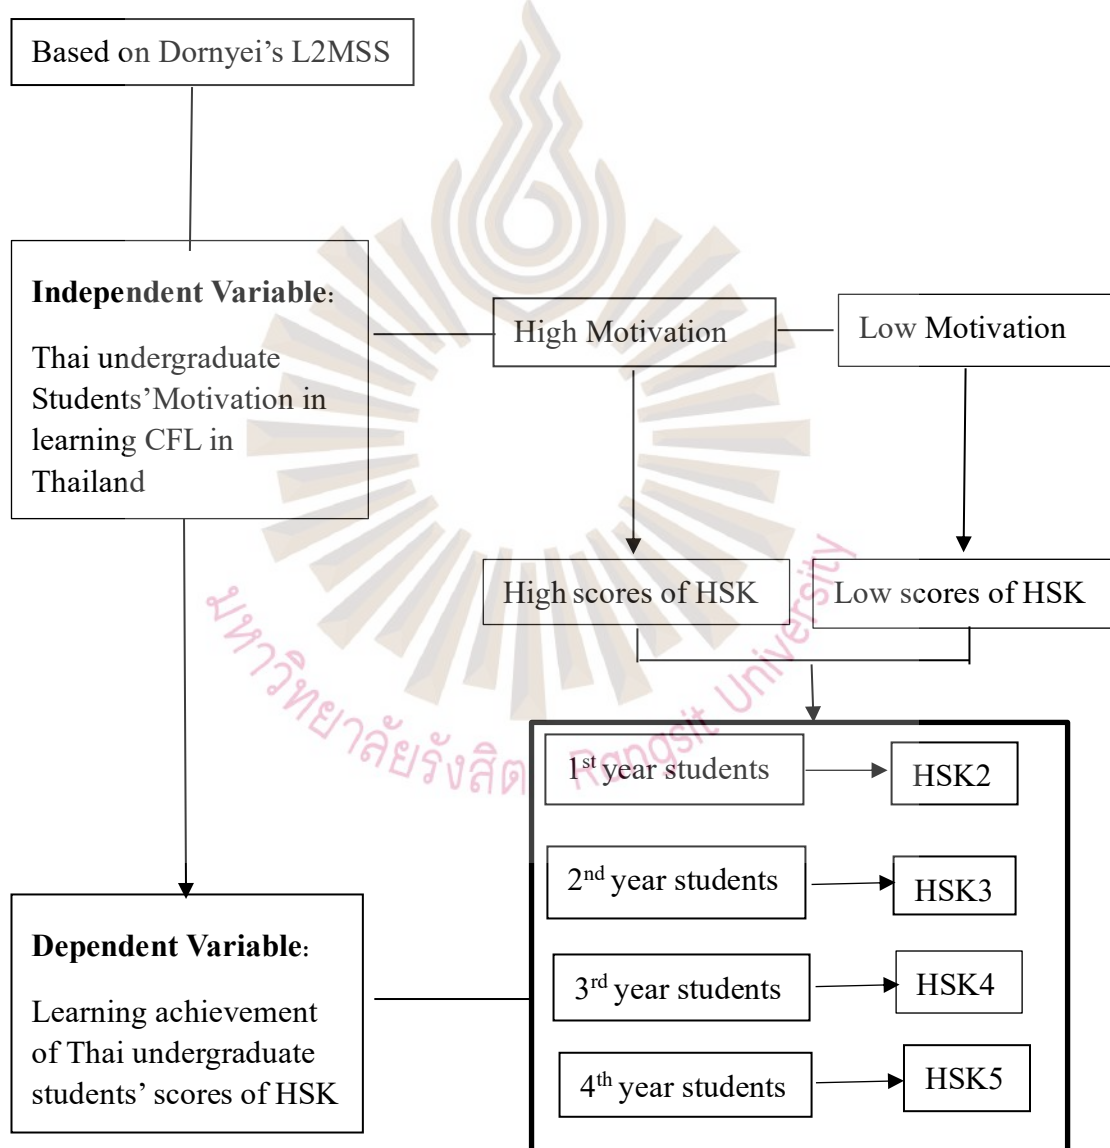 Based on Dornyei’s L2MSS
Independent Variable:
Thai undergraduate
Students’Motivation in
learning CFL in
Thailand
High Motivation
Low Motivation
High scores of HSK
Low scores of HSK
มหาวิทยาลัยรังสิต Rangsit University
1st year students
HSK2
2nd year students
HSK3
3rd year students
HSK4
4th year students
HSK5
Dependent Variable:
Learning achievement
of Thai undergraduate
students’ scores of HSK